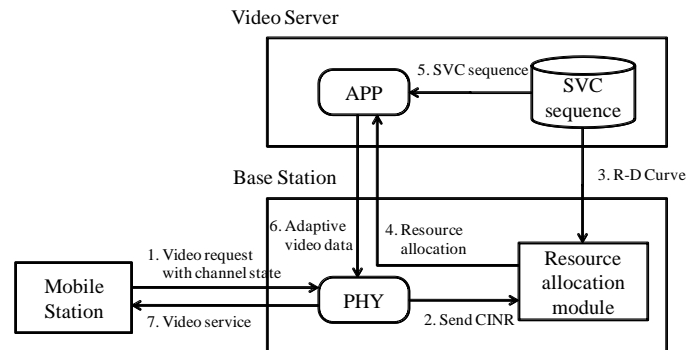 Video Server
5. SVC sequence
APP
SVC
sequence
3. R-D Curve
Base Station
6. Adaptive
video data
4. Resource
allocation
1. Video request
with channel state
Mobile
Station
PHY
Resource
allocation
module
7. Video service
2. Send CINR